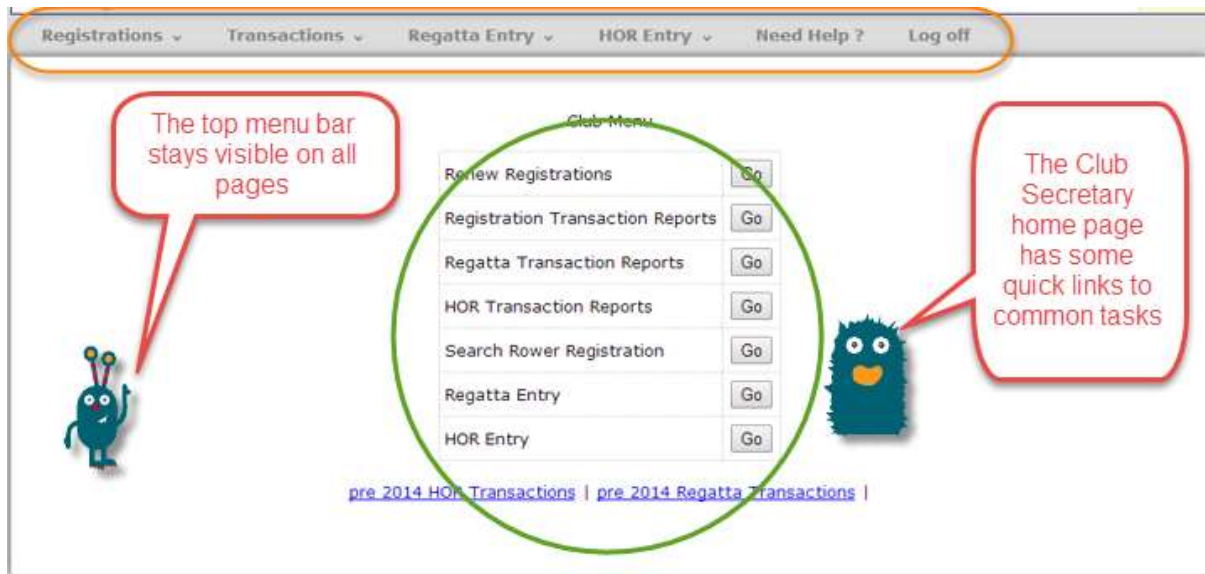 Registrations Transactions Regatta Entry HOR Entry Need Help ? Log off
The top menu bar
stays visible on all
pages
Club Menu
Renew Registrations Go
Registration Transaction Reports Go
Regatta Transaction Reports Go
HOR Transaction Reports Go
Search Rower Registration Go
Regatta Entry Go
HOR Entry Go
pre 2014 HOR Transactions | pre 2014 Regatta Transactions |
The Club
Secretary
home page
has some
quick links to
common tasks